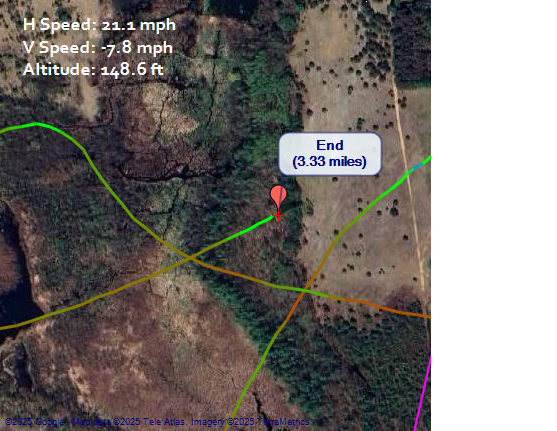 H Speed: 21.1 mph
V Speed: -7.8 mph
Altitude: 148.6 ft
End
(3.33 miles)
©2025 Google - Map data ©2025 Tele Atlas, Imagery ©2025 TerraMetrics